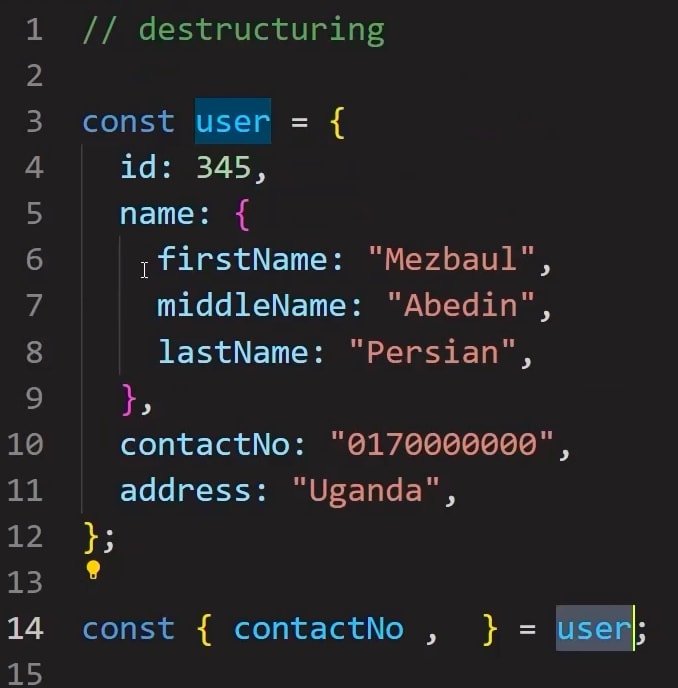 1 // destructuring
2
3 const user = {
4   id: 345,
5   name: {
6     firstName: "Mezbaul",
7     middleName: "Abedin",
8     lastName: "Persian",
9   },
10   contactNo: "0170000000",
11   address: "Uganda",
12 };
13
14 const { contactNo ,  } = user;
15